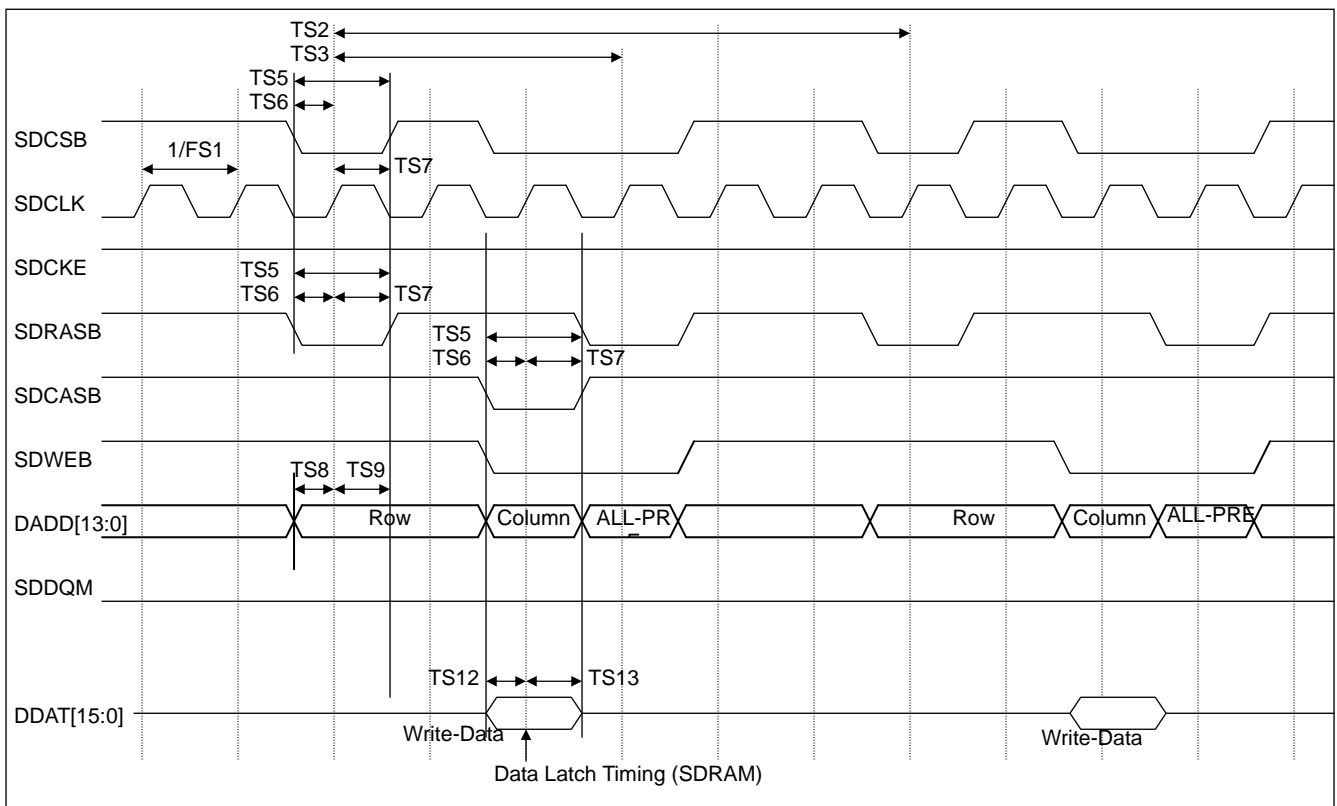 TS2
TS3
TS5
TS6
SDCSB
1/FS1
TS7
SDCLK
SDCKE
TS5
TS6
TS7
SDRASB
TS5
TS6
TS7
SDCASB
SDWEB
TS8
TS9
DADD[13:0]
Row
Column
ALL-PR
E
Row
Column
ALL-PRE
SDDQM
TS12
TS13
DDAT[15:0]
Write-Data
Write-Data
Data Latch Timing (SDRAM)